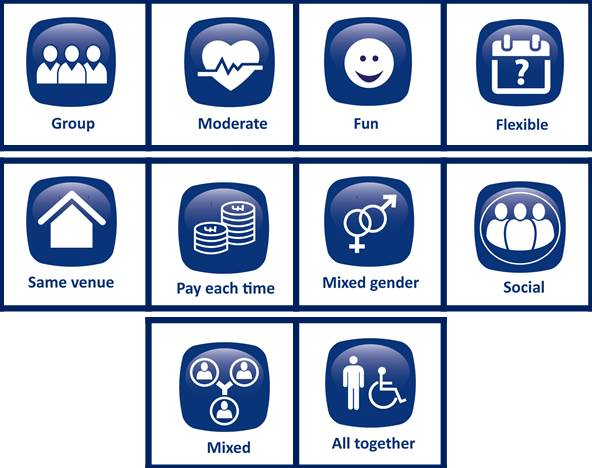 Group
Moderate
Fun
Flexible
?
Same venue
Pay each time
Mixed gender
Social
Mixed
All together